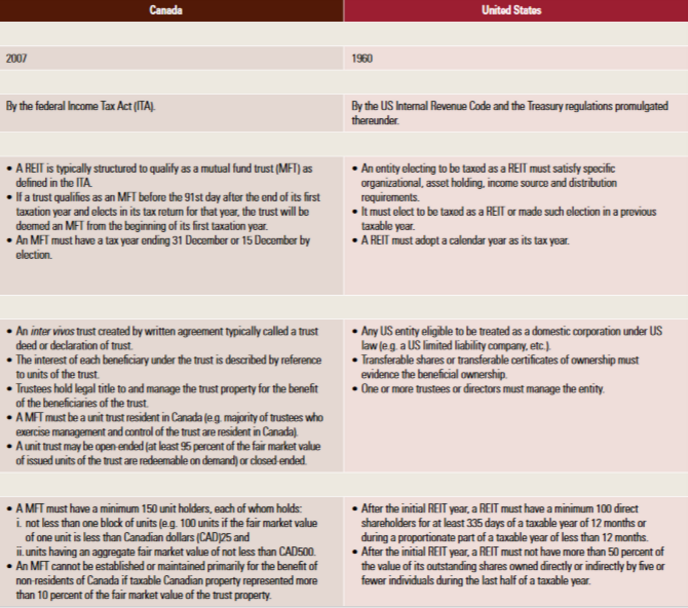 Canada
United States
2007
1960
By the federal Income Tax Act (ITA).
By the US Internal Revenue Code and the Treasury regulations promulgated
thereunder.
• A REIT is typically structured to qualify as a mutual fund trust (MFT) as
defined in the ITA.
• If a trust qualifies as an MFT before the 91st day after the end of its first
taxation year and elects in its tax return for that year, the trust will be
deemed an MFT from the beginning of its first taxation year.
• An MFT must have a tax year ending 31 December or 15 December by
election.
• An entity electing to be taxed as a REIT must satisfy specific
organizational, asset holding, income source and distribution
requirements.
• It must elect to be taxed as a REIT or made such election in a previous
taxable year.
• A REIT must adopt a calendar year as its tax year.
• An inter vivos trust created by written agreement typically called a trust
deed or declaration of trust.
• The interest of each beneficiary under the trust is described by reference
to units of the trust.
• Trustees hold legal title to and manage the trust property for the benefit
of the beneficiaries of the trust.
• A MFT must be a unit trust resident in Canada (e.g. majority of trustees who
exercise management and control of the trust are resident in Canada).
• A unit trust may be open-ended (at least 95 percent of the fair market value
of issued units of the trust are redeemable on demand) or closed-ended.
• Any US entity eligible to be treated as a domestic corporation under US
law (e.g. a US limited liability company, etc.).
• Transferable shares or transferable certificates of ownership must
evidence the beneficial ownership.
• One or more trustees or directors must manage the entity.
• A MFT must have a minimum 150 unit holders, each of whom holds:
i. not less than one block of units (e.g. 100 units if the fair market value
of one unit is less than Canadian dollars (CAD)25 and
ii. units having an aggregate fair market value of not less than CAD500.
• An MFT cannot be established or maintained primarily for the benefit of
non-residents of Canada if taxable Canadian property represented more
than 10 percent of the fair market value of the trust property.
• After the initial REIT year, a REIT must have a minimum 100 direct
shareholders for at least 335 days of a taxable year of 12 months or
during a proportionate part of a taxable year of less than 12 months.
• After the initial REIT year, a REIT must not have more than 50 percent of
the value of its outstanding shares owned directly or indirectly by five or
fewer individuals during the last half of a taxable year.